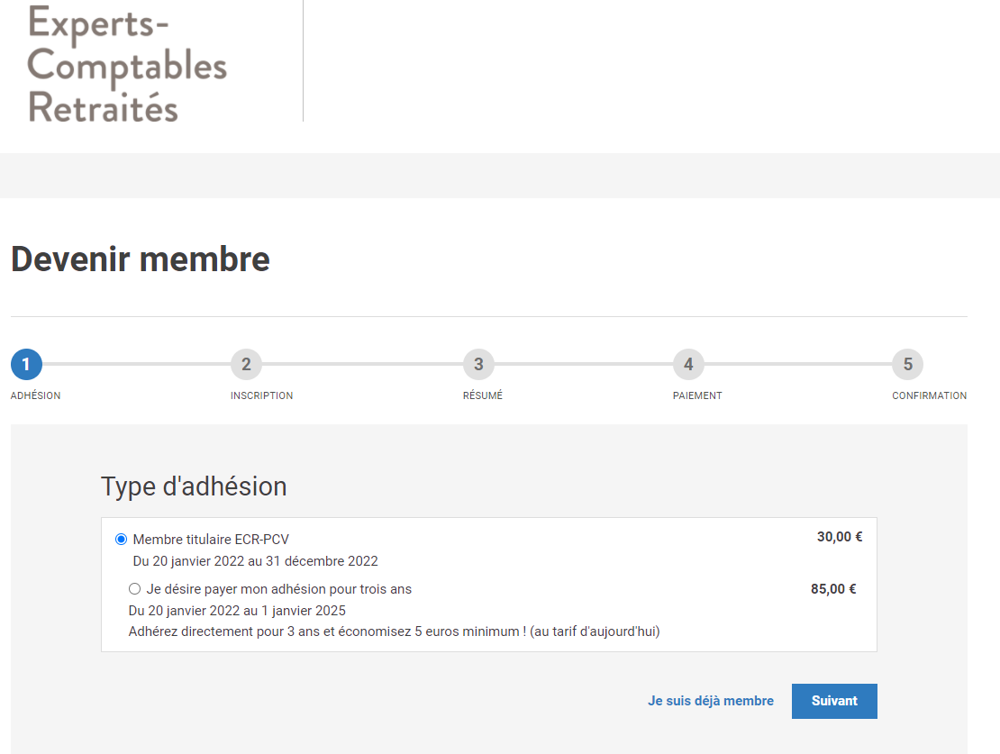 Experts-
Comptables
Retraités
Devenir membre
1
2
3
4
5
ADHÉSION
INSCRIPTION
RÉSUMÉ
PAIEMENT
CONFIRMATION
Type d'adhésion
Membre titulaire ECR-PCV
30,00 €
Du 20 janvier 2022 au 31 décembre 2022
Je désire payer mon adhésion pour trois ans
85,00 €
Du 20 janvier 2022 au 1 janvier 2025
Adhérez directement pour 3 ans et économisez 5 euros minimum ! (au tarif d'aujourd'hui)
Je suis déjà membre
Suivant